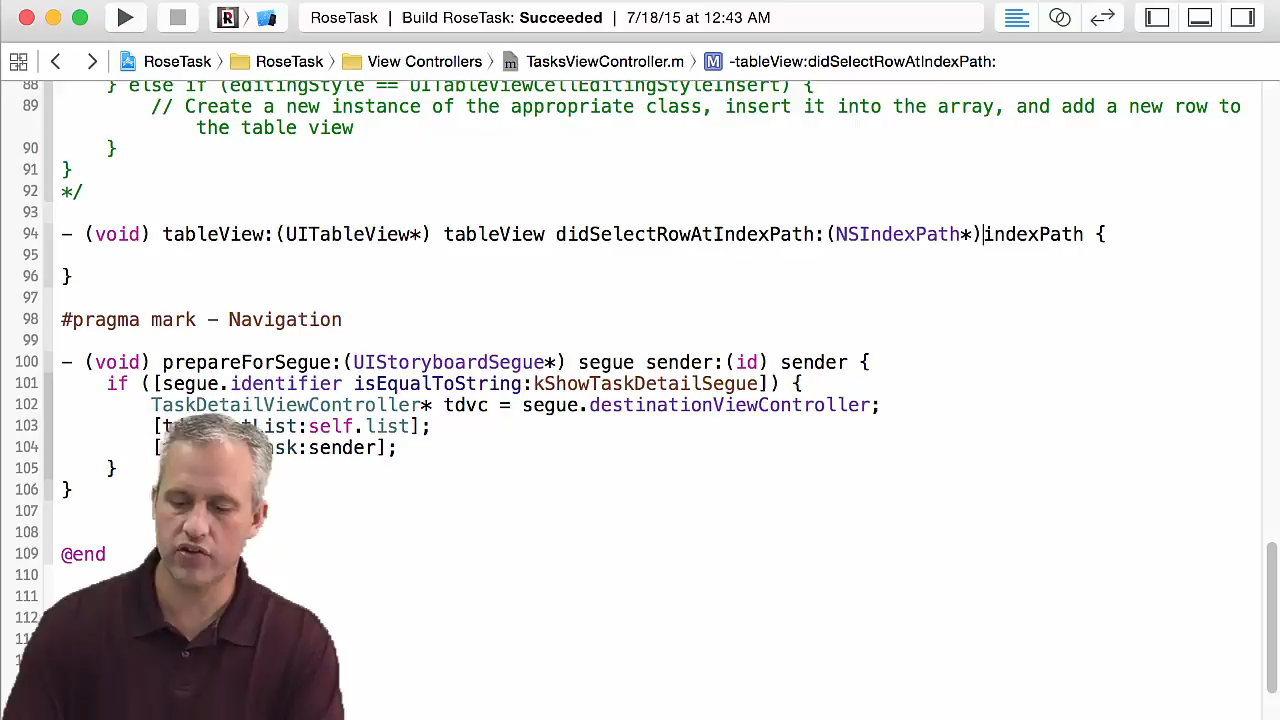 RoseTask | Build RoseTask: Succeeded | 7/18/15 at 12:43 AM
RoseTask RoseTask View Controllers TasksViewController.m M -tableView:didSelectRowAtIndexPath:
88 } else if (editingStyle == UITableViewCellEditingStyleInsert) {
89 // Create a new instance of the appropriate class, insert it into the array, and add a new row to
the table view
90 }
91 }
92 */
93
94 - (void) tableView:(UITableView*) tableView didSelectRowAtIndexPath:(NSIndexPath*)indexPath {
95
96 }
97
98 #pragma mark - Navigation
99
100 - (void) prepareForSegue:(UIStoryboardSegue*) segue sender:(id) sender {
101 if ([segue.identifier isEqualToString:kShowTaskDetailSegue]) {
102 TaskDetailViewController* tdvc = segue.destinationViewController;
103 List:self.list];
104 sk:sender];
105 }
106 }
107
108
109 @end
110
111
112